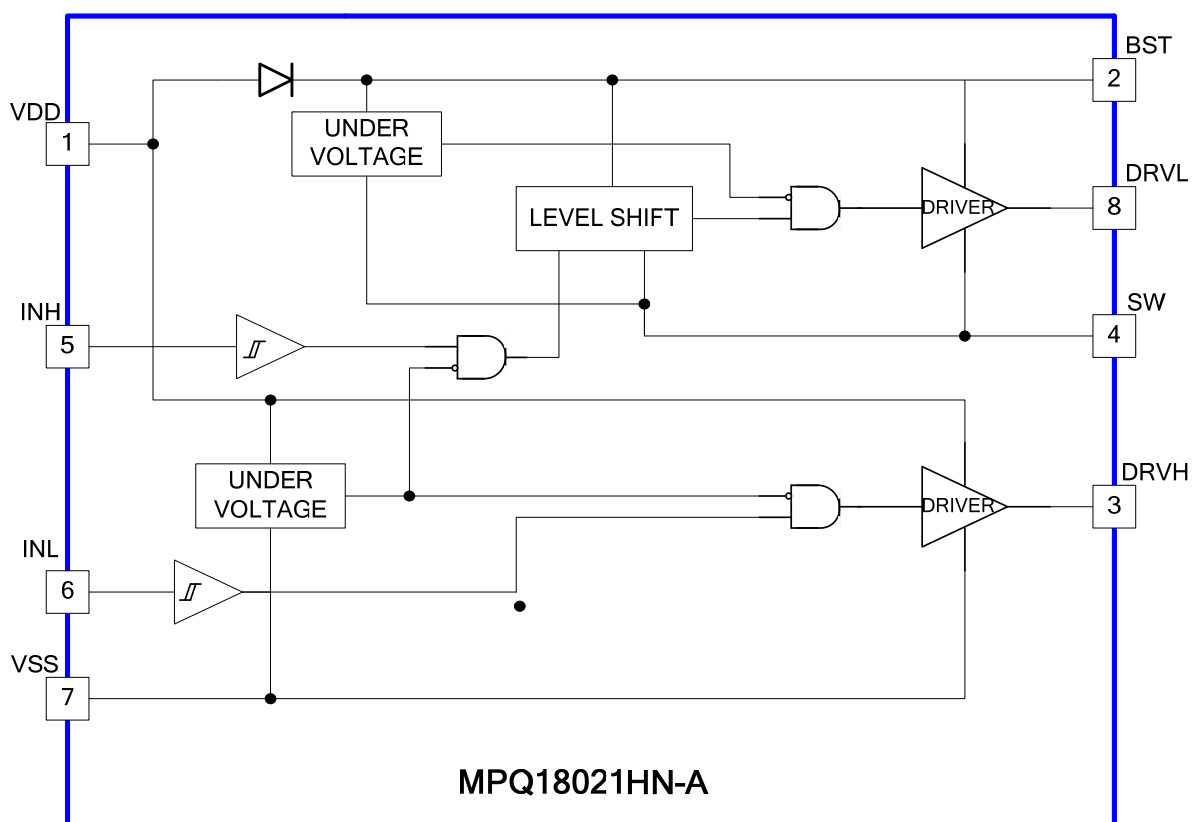 BST
2
VDD
1
UNDER
VOLTAGE
DRVL
8
LEVEL SHIFT
DRIVER
INH
5
SW
4
UNDER
VOLTAGE
DRVH
3
DRIVER
INL
6
VSS
7
MPQ18021HN-A